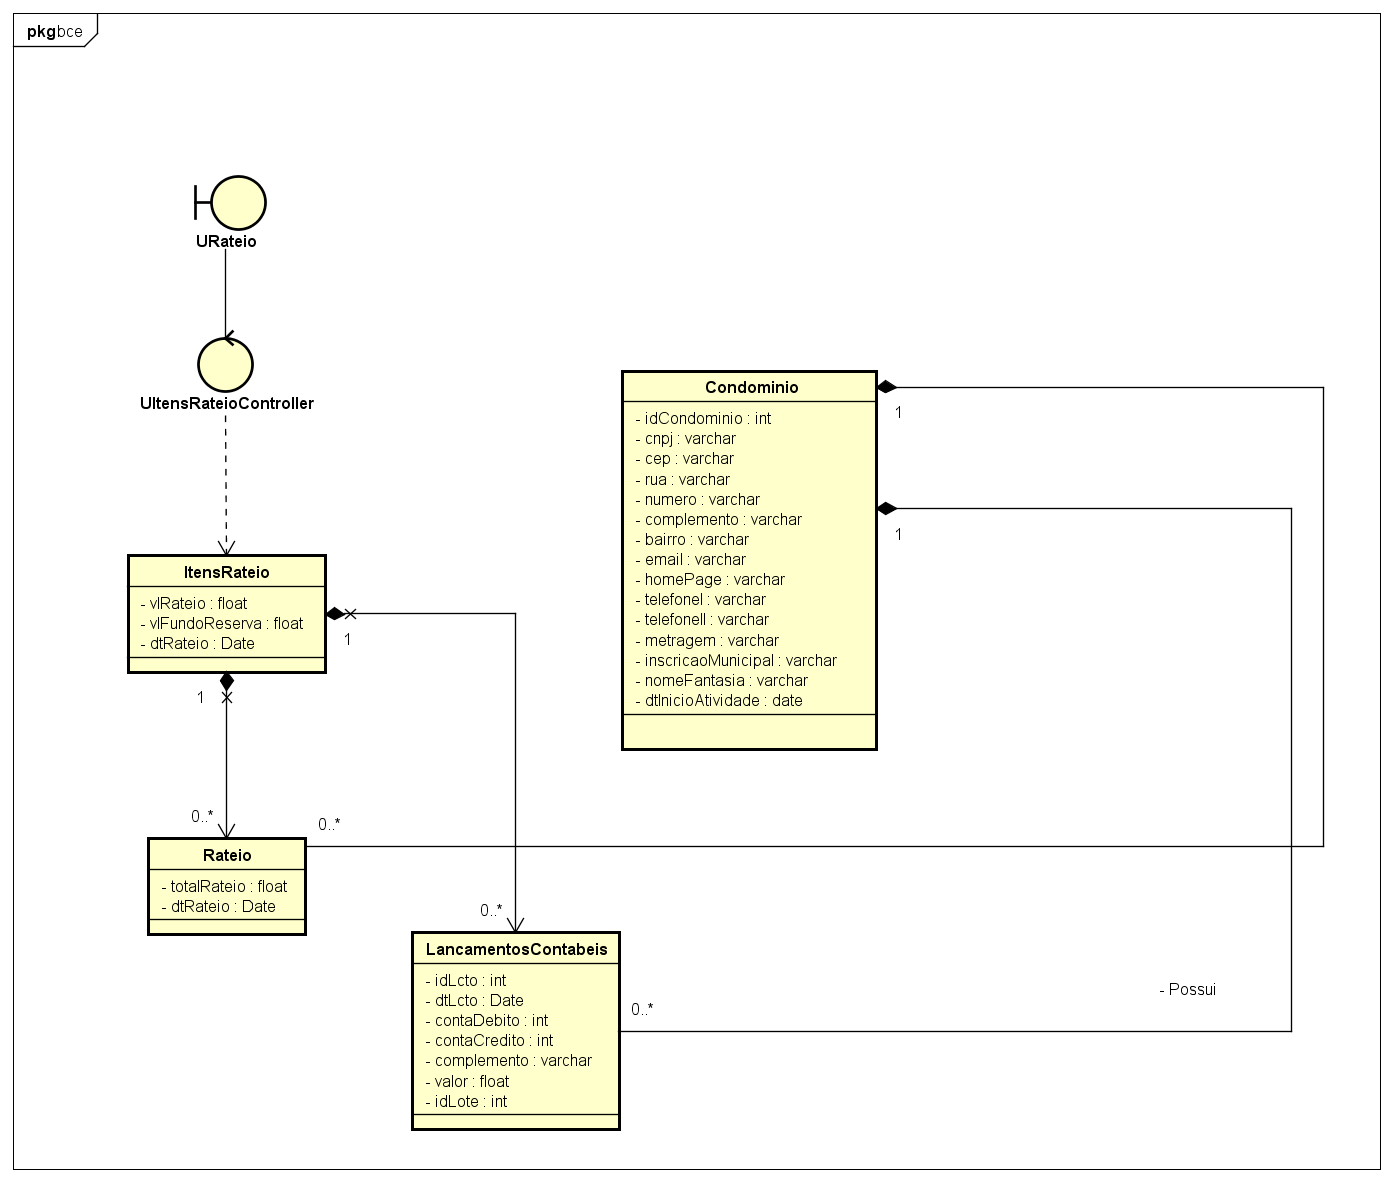 pkg bce
URateio
UItensRateioController
Condominio
- idCondominio : int
- cnpj : varchar
- cep : varchar
- rua : varchar
- numero : varchar
- complemento : varchar
- bairro : varchar
- email : varchar
- homePage : varchar
- telefoneI : varchar
- telefoneII : varchar
- metragem : varchar
- inscricaoMunicipal : varchar
- nomeFantasia : varchar
- dtInicioAtividade : date
1
1
ItensRateio
- vlRateio : float
- vlFundoReserva : float
- dtRateio : Date
1
1
0..*
0..*
Rateio
- totalRateio : float
- dtRateio : Date
0..*
LancamentosContabeis
- idLcto : int
- dtLcto : Date
- contaDebito : int
- contaCredito : int
- complemento : varchar
- valor : float
- idLote : int
0..*
- Possui